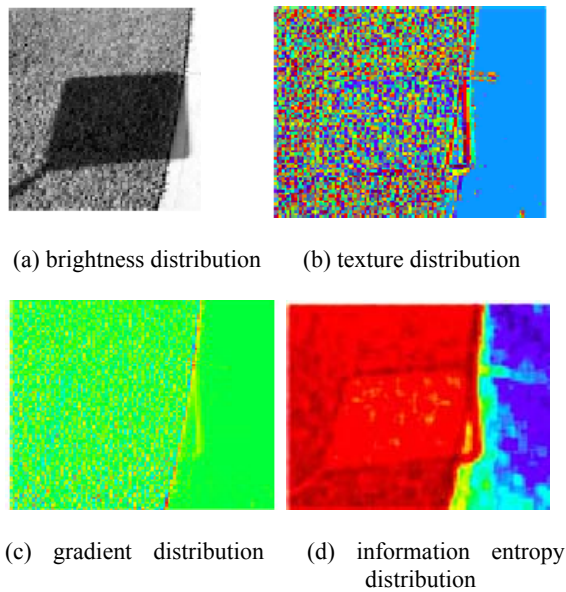 (a) brightness distribution
(b) texture distribution
(c) gradient distribution
(d) information entropy
distribution